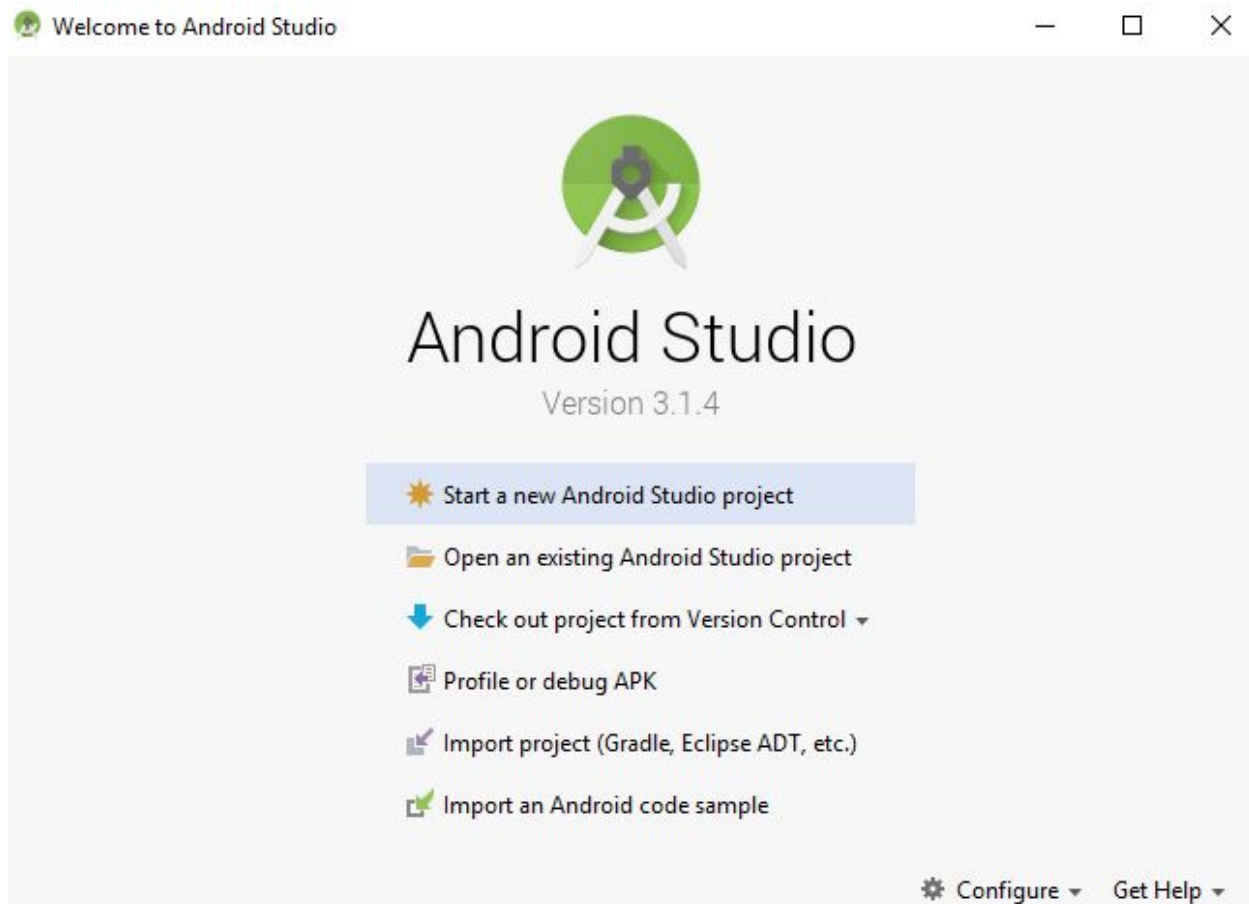 Welcome to Android Studio
Android Studio
Version 3.1.4
Start a new Android Studio project
Open an existing Android Studio project
Check out project from Version Control
Profile or debug APK
Import project (Gradle, Eclipse ADT, etc.)
Import an Android code sample
Configure Get Help